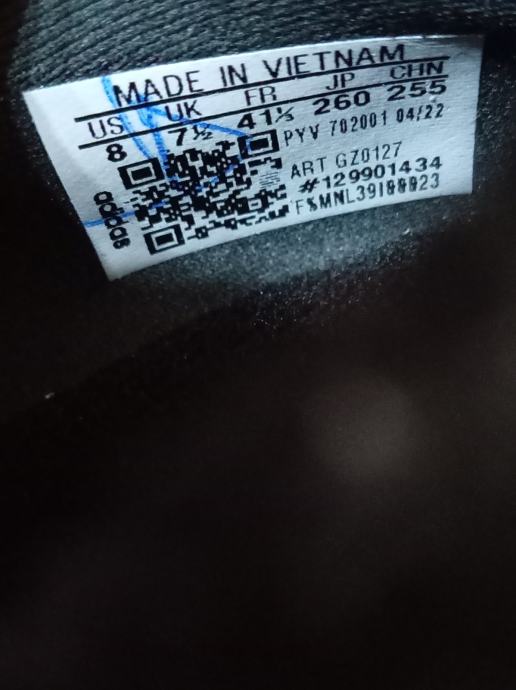 MADE IN VIETNAM
US UK FR JP CHN
8 7½ 41⅓ 260 255
PYV 702001 04/22
ART GZ0127
#129901434
adidas